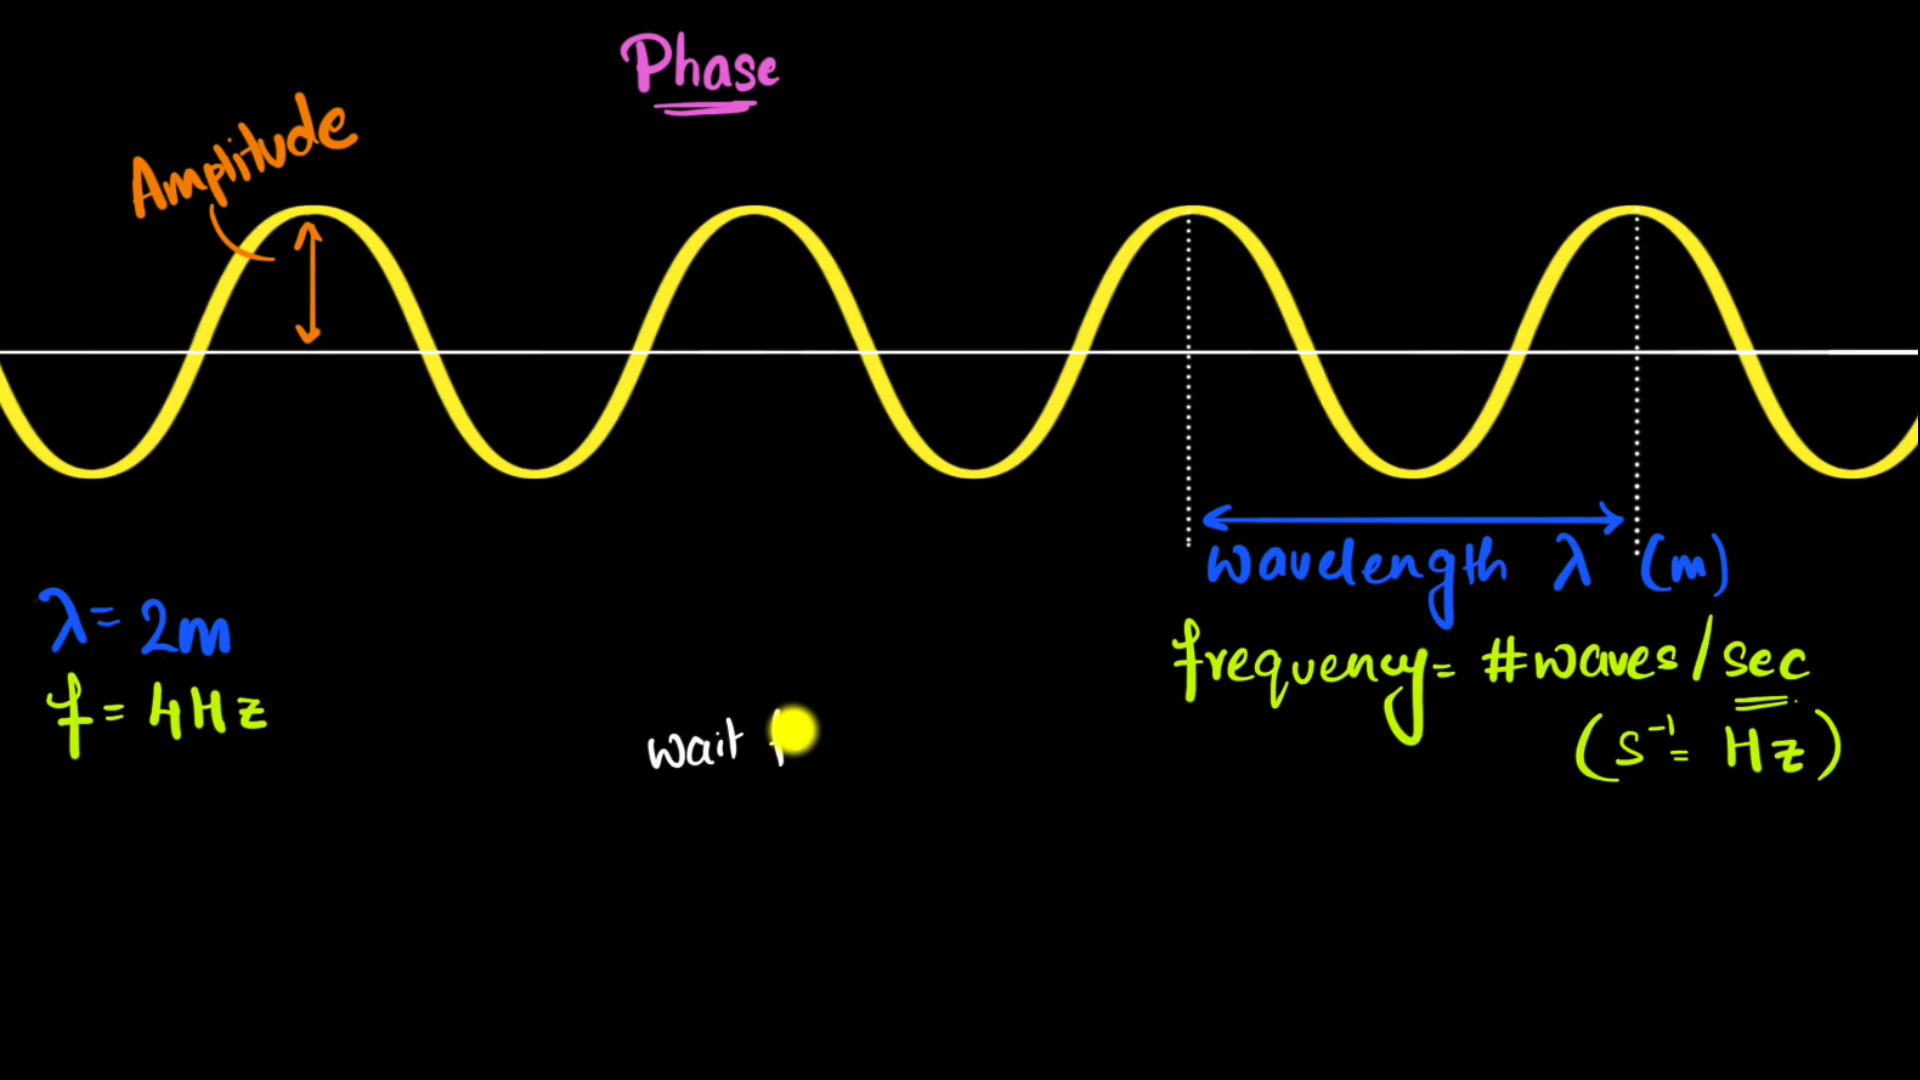 Phase
Amplitude
wavelength λ (m)
λ = 2m
f = 4Hz
frequency = #waves/sec
(s⁻¹ = Hz)
wait